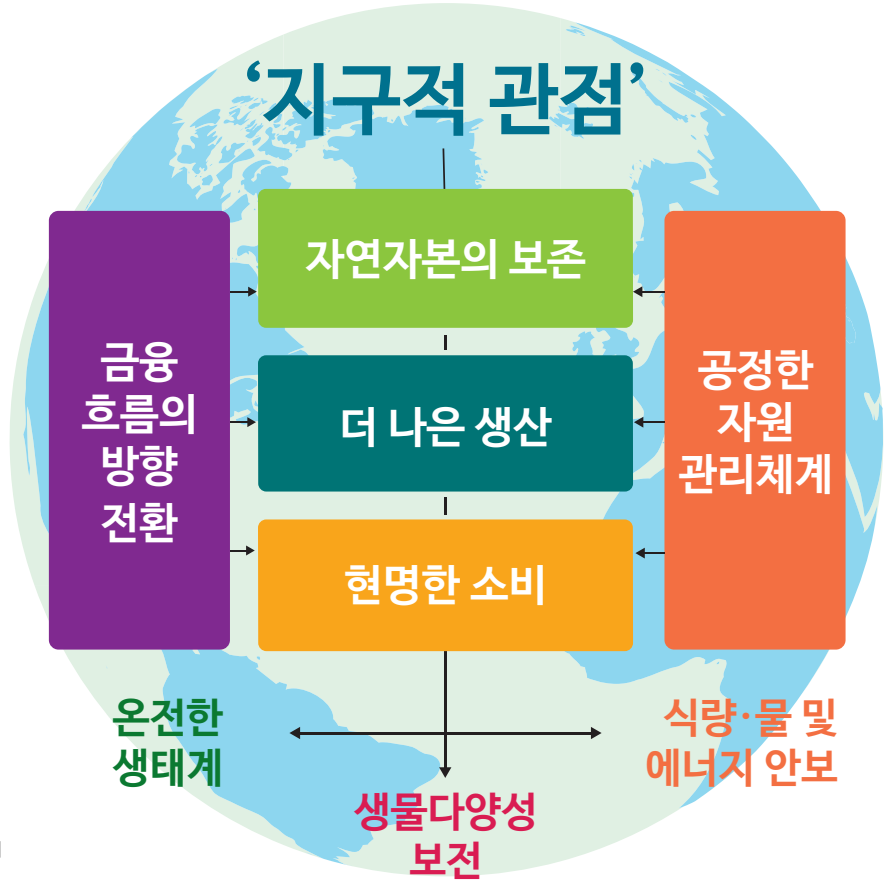 ‘지구적 관점’
자연자본의 보존
금융
흐름의
방향
전환
더 나은 생산
공정한
자원
관리체계
현명한 소비
온전한
생태계
식량·물 및
에너지 안보
생물다양성
보전